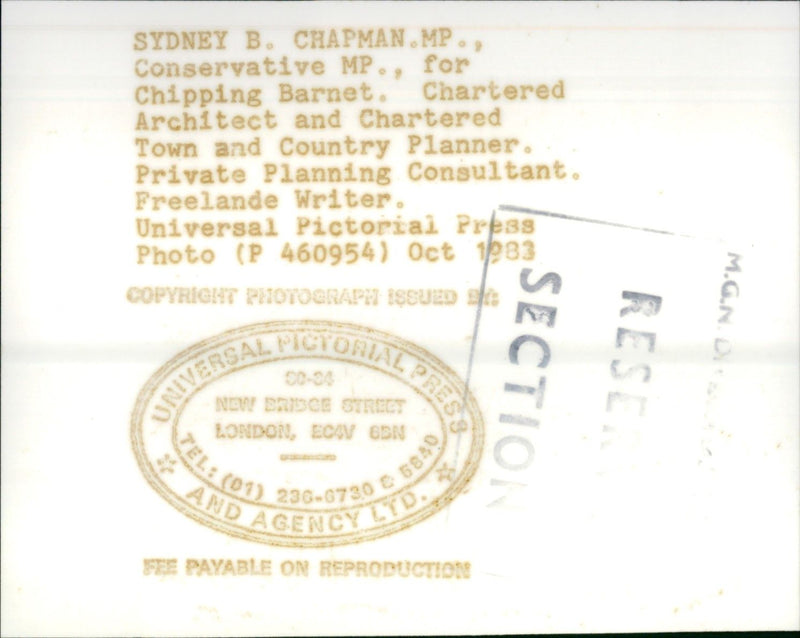 SYDNEY B. CHAPMAN.MP.,
Conservative MP., for
Chipping Barnet. Chartered
Architect and Chartered
Town and Country Planner.
Private Planning Consultant.
Freelande Writer.
Universal Pictorial Press
Photo (P 460954) Oct 1983
COPYRIGHT PHOTOGRAPH ISSUED BY:
UNIVERSAL PICTORIAL PRESS
30-34
NEW BRIDGE STREET
LONDON, EC4V 6BN
TEL: (01) 236-6730 & 5840
AND AGENCY LTD.
FEE PAYABLE ON REPRODUCTION
M.G.N.
SECTION